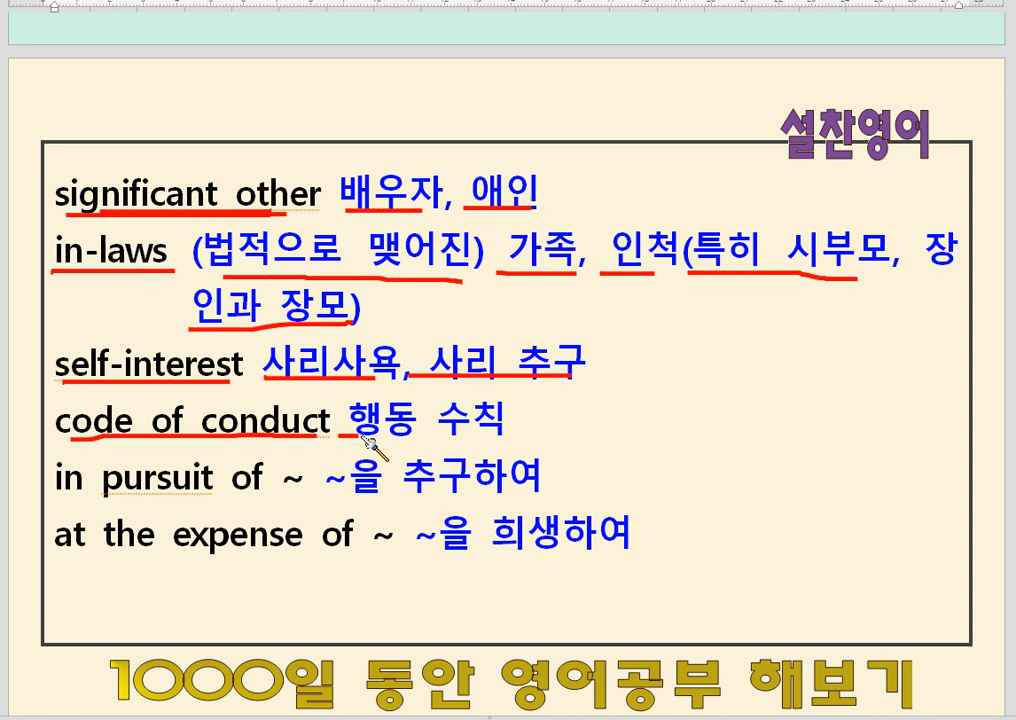 설찬영어
significant other 배우자, 애인
in-laws (법적으로 맺어진) 가족, 인척(특히 시부모, 장
인과 장모)
self-interest 사리사욕, 사리 추구
code of conduct 행동 수칙
in pursuit of ~ ~을 추구하여
at the expense of ~ ~을 희생하여
1000일 동안 영어공부 해보기